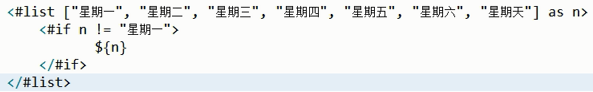 <#list ["星期一", "星期二", "星期三", "星期四", "星期五", "星期六", "星期天"] as n>
    <#if n != "星期一">
           ${n}
    </#if>
</#list>